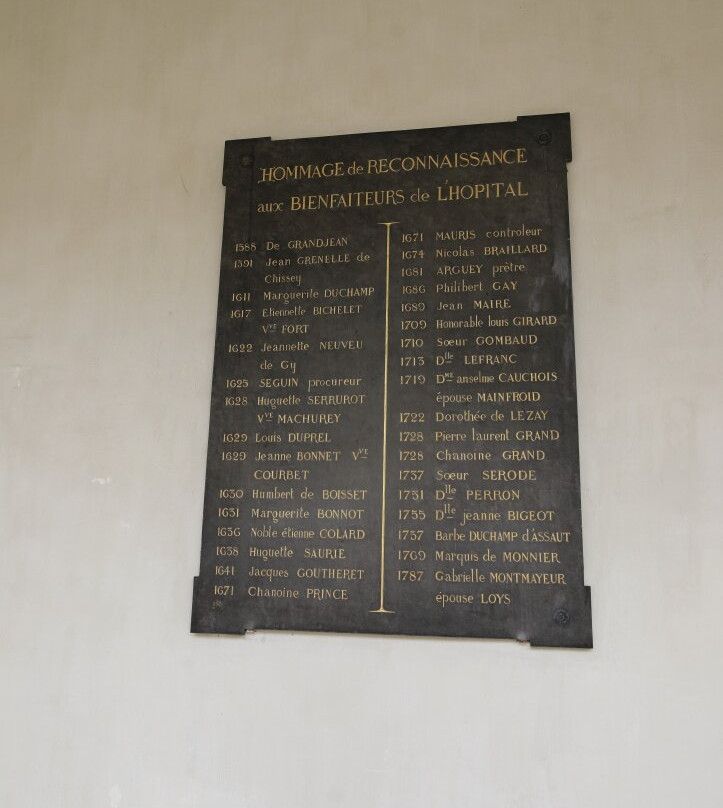 HOMMAGE de RECONNAISSANCE
aux BIENFAITEURS de L'HOPITAL
1588 De GRANDJEAN
1591 Jean GRENELLE de
Chissey
1611 Marguerite DUCHAMP
1617 Etiennette BICHELET
Vve FORT
1622 Jeannette NEUVEU
de Gy
1625 SEGUIN procureur
1628 Huguette SERRUROT
VVE MACHUREY
1629 Louis DUPREL
1629 Jeanne BONNET VVE
COURBET
1630 Humbert de BOISSET
1631 Marguerite BONNOT
1636 Noble étienne COLARD
1638 Huguette SAURIE
1641 Jacques GOUTHERET
1671 Chanoine PRINCE
1671 MAURIS controleur
1674 Nicolas BRAILLARD
1681 ARGUEY prêtre
1686 Philibert GAY
1689 Jean MAIRE
1709 Honorable louis GIRARD
1710 Sœur GOMBAUD
1713 Dlle LEFRANC
1719 DME anselme CAUCHOIS
épouse MAINFROID
1722 Dorothée de LEZAY
1728 Pierre laurent GRAND
1728 Chanoine GRAND
1737 Sœur SERODE
1751 Dlle PERRON
1755 Dlle jeanne BIGEOT
1757 Barbe DUCHAMP d'ASSAUT
1769 Marquis de MONNIER
1787 Gabrielle MONTMAYEUR
épouse LOYS